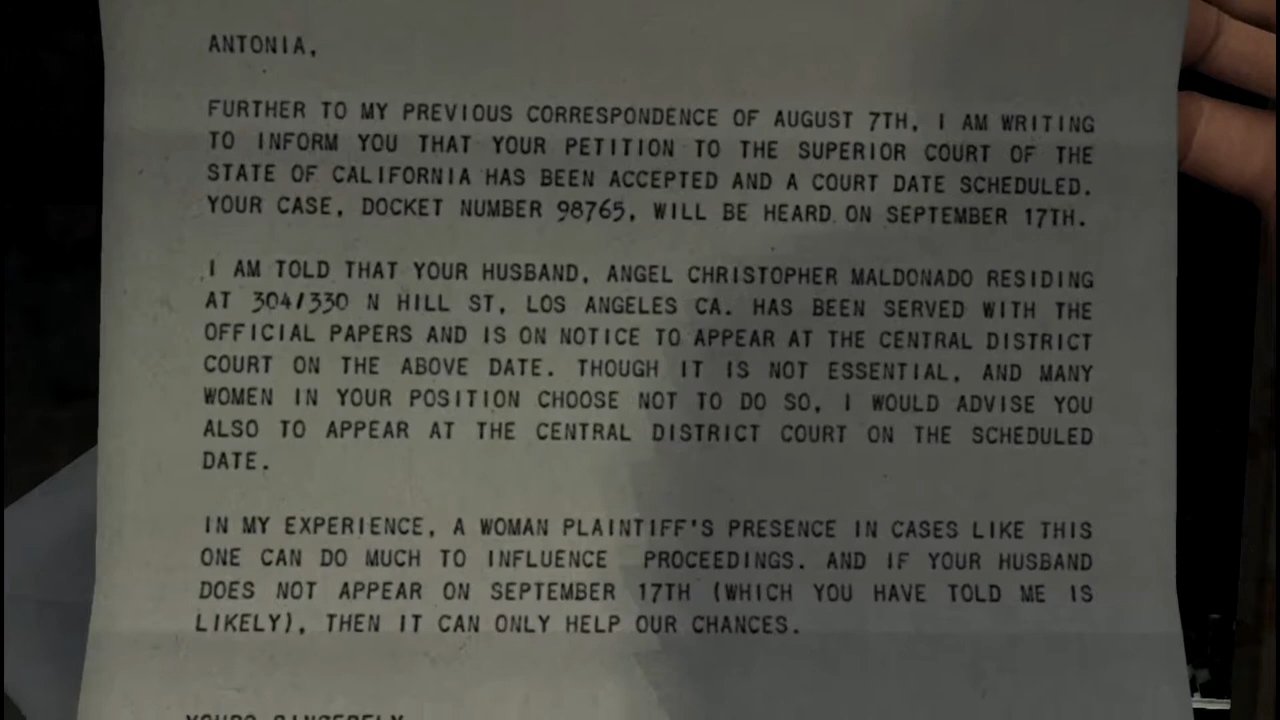 ANTONIA,
FURTHER TO MY PREVIOUS CORRESPONDENCE OF AUGUST 7TH, I AM WRITING
TO INFORM YOU THAT YOUR PETITION TO THE SUPERIOR COURT OF THE
STATE OF CALIFORNIA HAS BEEN ACCEPTED AND A COURT DATE SCHEDULED.
YOUR CASE, DOCKET NUMBER 98765, WILL BE HEARD ON SEPTEMBER 17TH.
I AM TOLD THAT YOUR HUSBAND, ANGEL CHRISTOPHER MALDONADO RESIDING
AT 304/330 N HILL ST, LOS ANGELES CA. HAS BEEN SERVED WITH THE
OFFICIAL PAPERS AND IS ON NOTICE TO APPEAR AT THE CENTRAL DISTRICT
COURT ON THE ABOVE DATE. THOUGH IT IS NOT ESSENTIAL, AND MANY
WOMEN IN YOUR POSITION CHOOSE NOT TO DO SO, I WOULD ADVISE YOU
ALSO TO APPEAR AT THE CENTRAL DISTRICT COURT ON THE SCHEDULED
DATE.
IN MY EXPERIENCE, A WOMAN PLAINTIFF'S PRESENCE IN CASES LIKE THIS
ONE CAN DO MUCH TO INFLUENCE PROCEEDINGS. AND IF YOUR HUSBAND
DOES NOT APPEAR ON SEPTEMBER 17TH (WHICH YOU HAVE TOLD ME IS
LIKELY), THEN IT CAN ONLY HELP OUR CHANCES.
YOURS SINCERELY